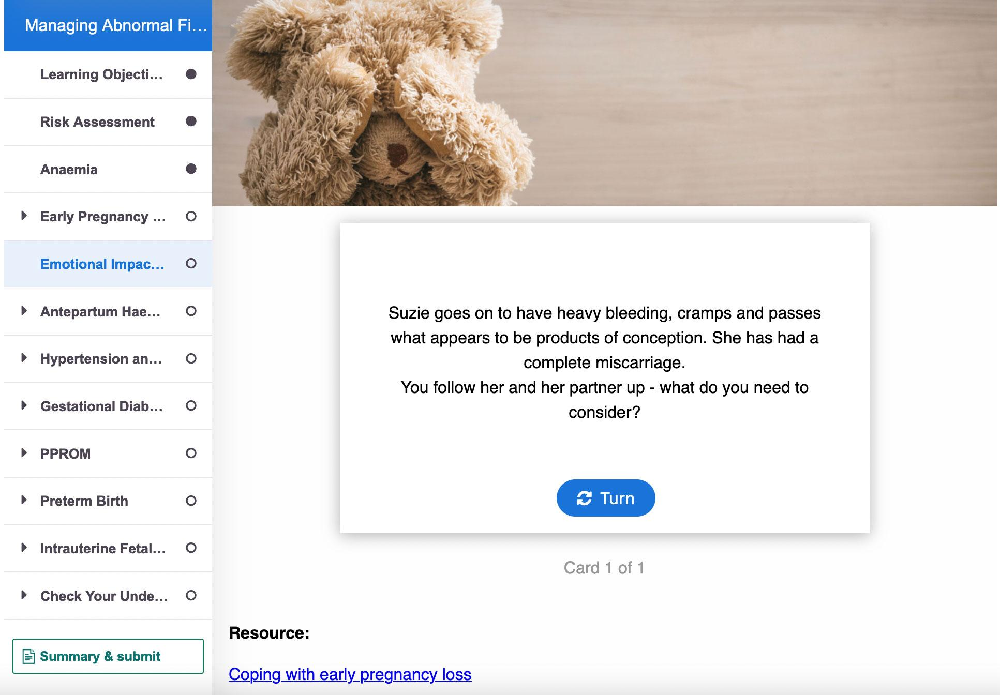 Managing Abnormal Fi...
Learning Objecti...
Risk Assessment
Anaemia
Early Pregnancy ...
Emotional Impac...
Antepartum Hae...
Hypertension an...
Gestational Diab...
PPROM
Preterm Birth
Intrauterine Fetal...
Check Your Unde...
Summary & submit
Suzie goes on to have heavy bleeding, cramps and passes
what appears to be products of conception. She has had a
complete miscarriage.
You follow her and her partner up - what do you need to
consider?
Turn
Card 1 of 1
Resource:
Coping with early pregnancy loss